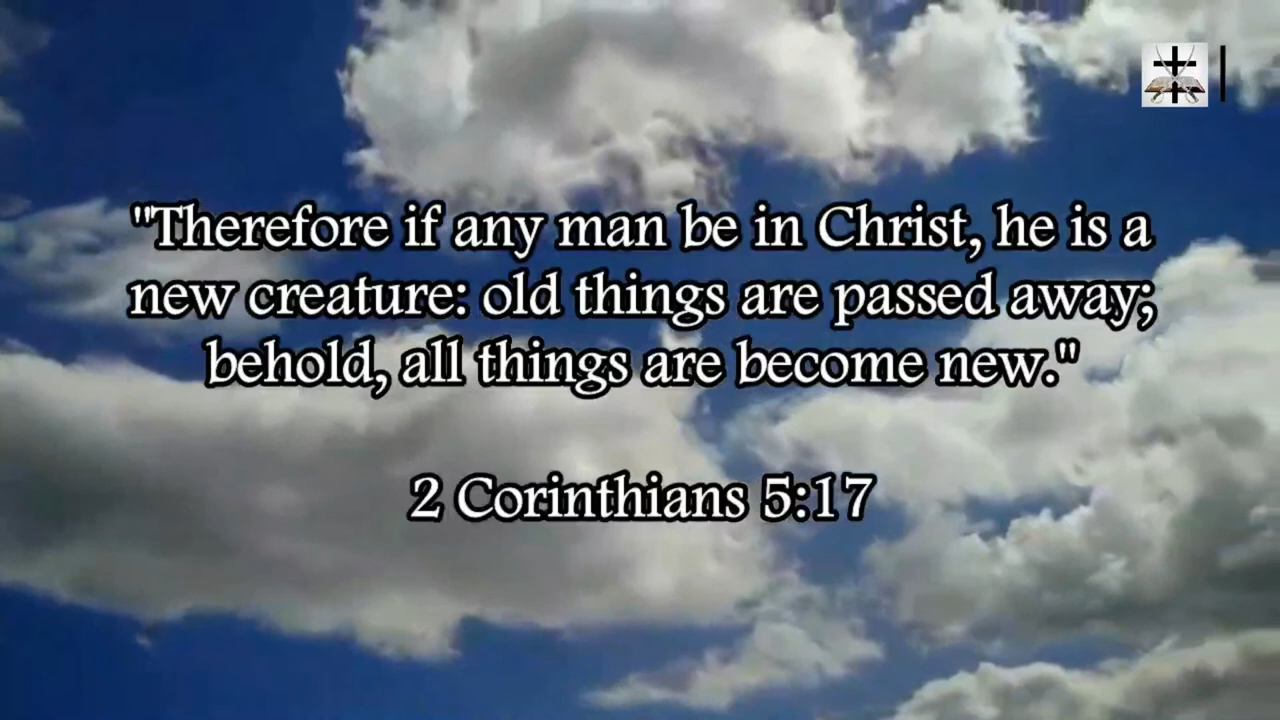 "Therefore if any man be in Christ, he is a
new creature: old things are passed away;
behold, all things are become new."
2 Corinthians 5:17